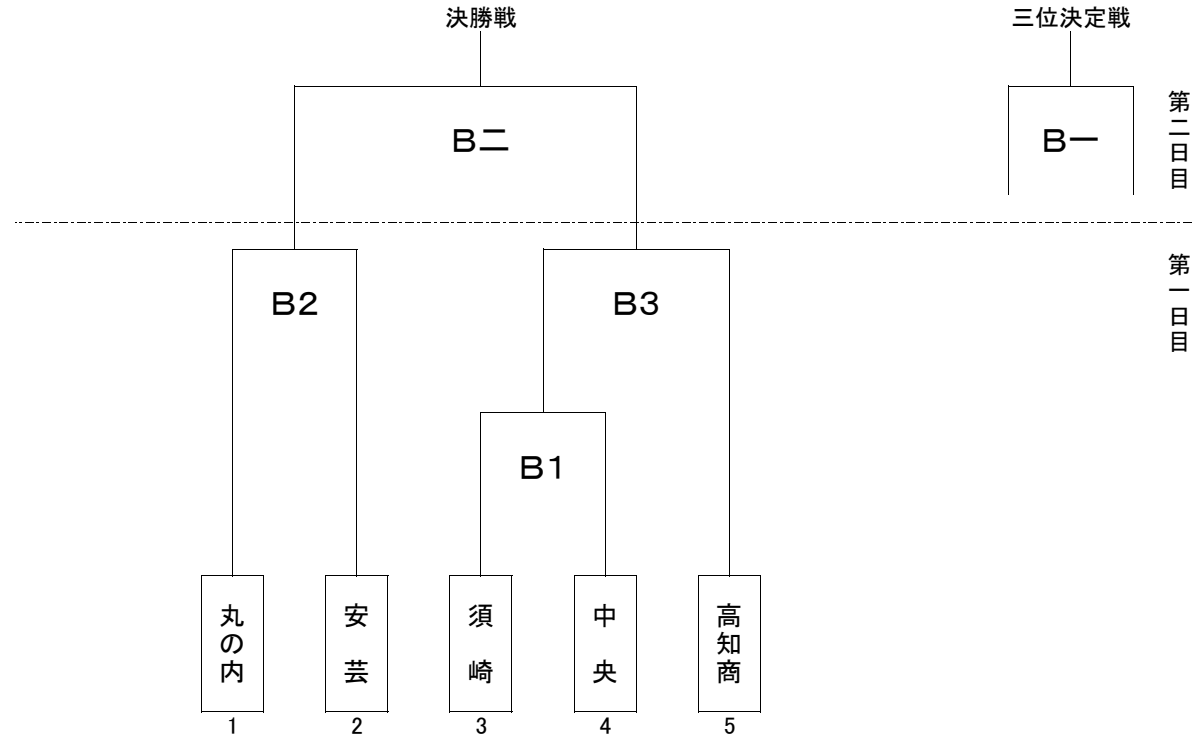 決勝戦
三位決定戦
B二
B一
第二日目
第一日目
B2
B3
B1
丸の内
安芸
須崎
中央
高知商
1
2
3
4
5